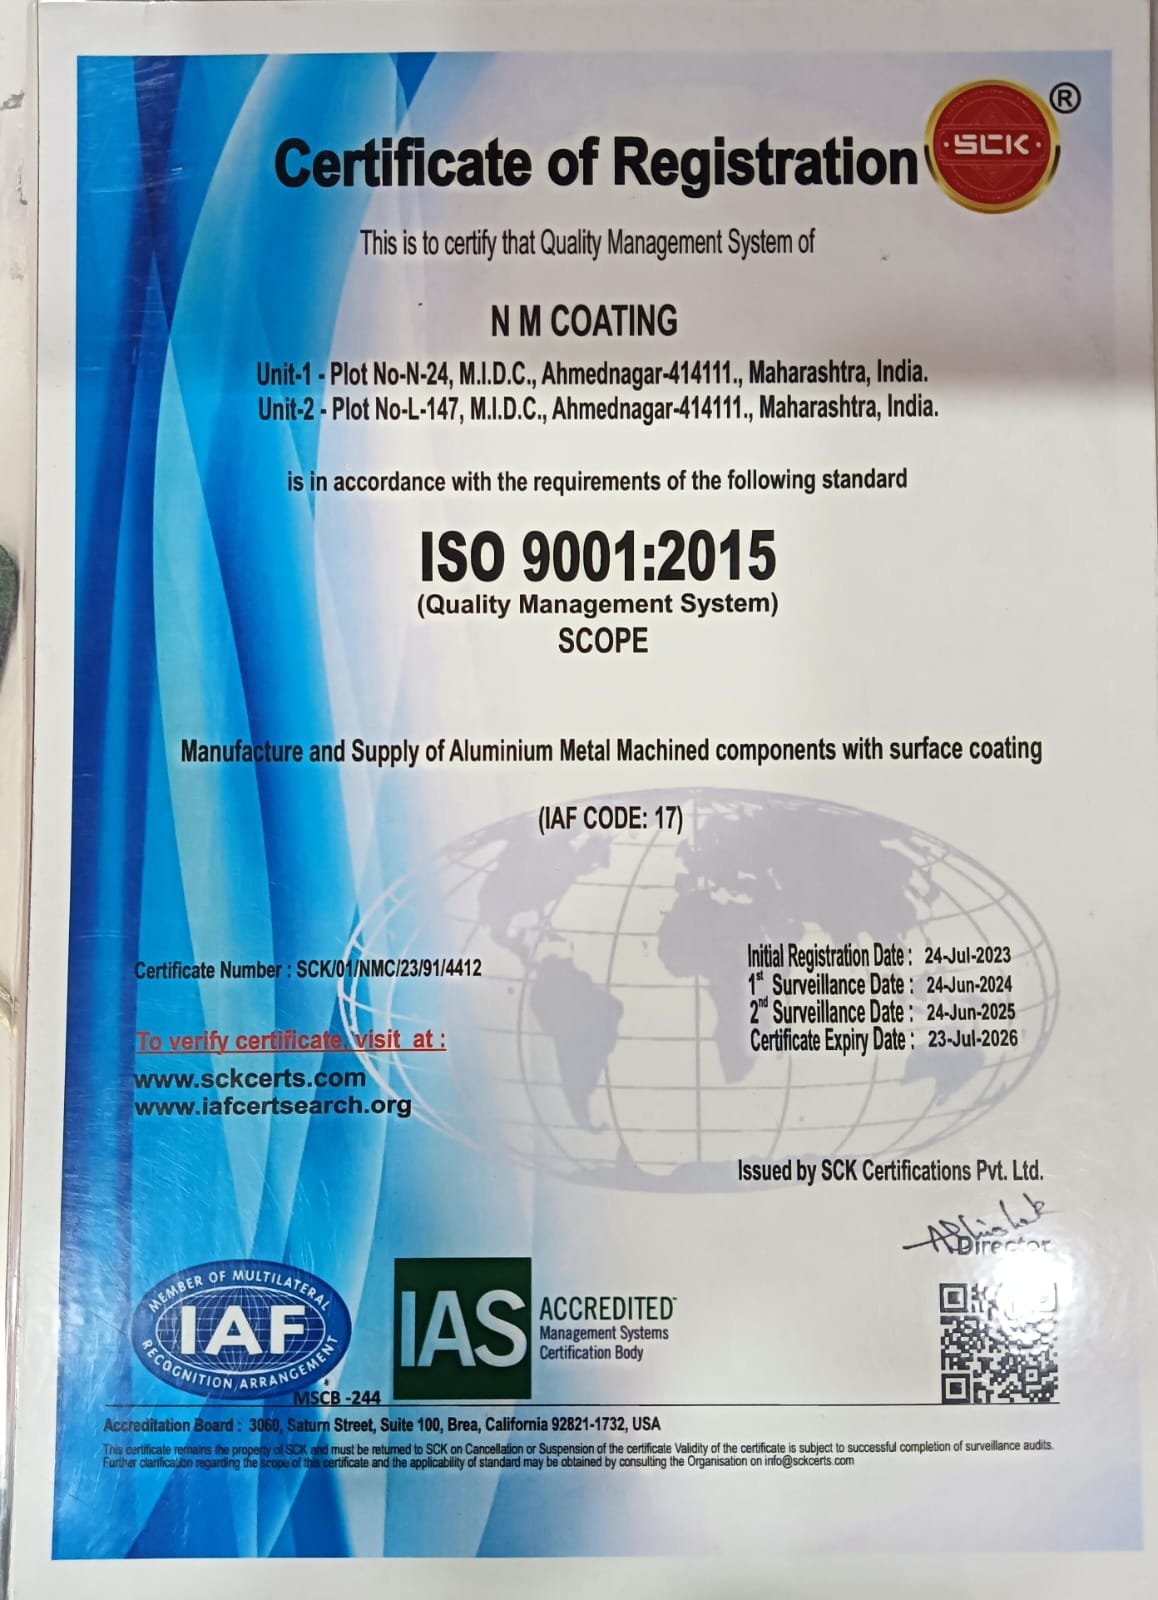 SCK
®
Certificate of Registration
This is to certify that Quality Management System of
N M COATING
Unit-1 - Plot No-N-24, M.I.D.C., Ahmednagar-414111., Maharashtra, India.
Unit-2 - Plot No-L-147, M.I.D.C., Ahmednagar-414111., Maharashtra, India.
is in accordance with the requirements of the following standard
ISO 9001:2015
(Quality Management System)
SCOPE
Manufacture and Supply of Aluminium Metal Machined components with surface coating
(IAF CODE: 17)
Certificate Number : SCK/01/NMC/23/91/4412
To verify certificate, visit at :
www.sckcerts.com
www.iafcertsearch.org
Initial Registration Date : 24-Jul-2023
1st Surveillance Date : 24-Jun-2024
2nd Surveillance Date : 24-Jun-2025
Certificate Expiry Date : 23-Jul-2026
Issued by SCK Certifications Pvt. Ltd.
Abhishek
Director
MEMBER OF MULTILATERAL
IAF
RECOGNITION ARRANGEMENT
MSCB -244
IAS
ACCREDITED™
Management Systems
Certification Body
Accreditation Board : 3060, Saturn Street, Suite 100, Brea, California 92821-1732, USA
This certificate remains the property of SCK and must be returned to SCK on Cancellation or Suspension of the certificate Validity of the certificate is subject to successful completion of surveillance audits.
Further clarification regarding the scope of this certificate and the applicability of standard may be obtained by consulting the Organisation on info@sckcerts.com